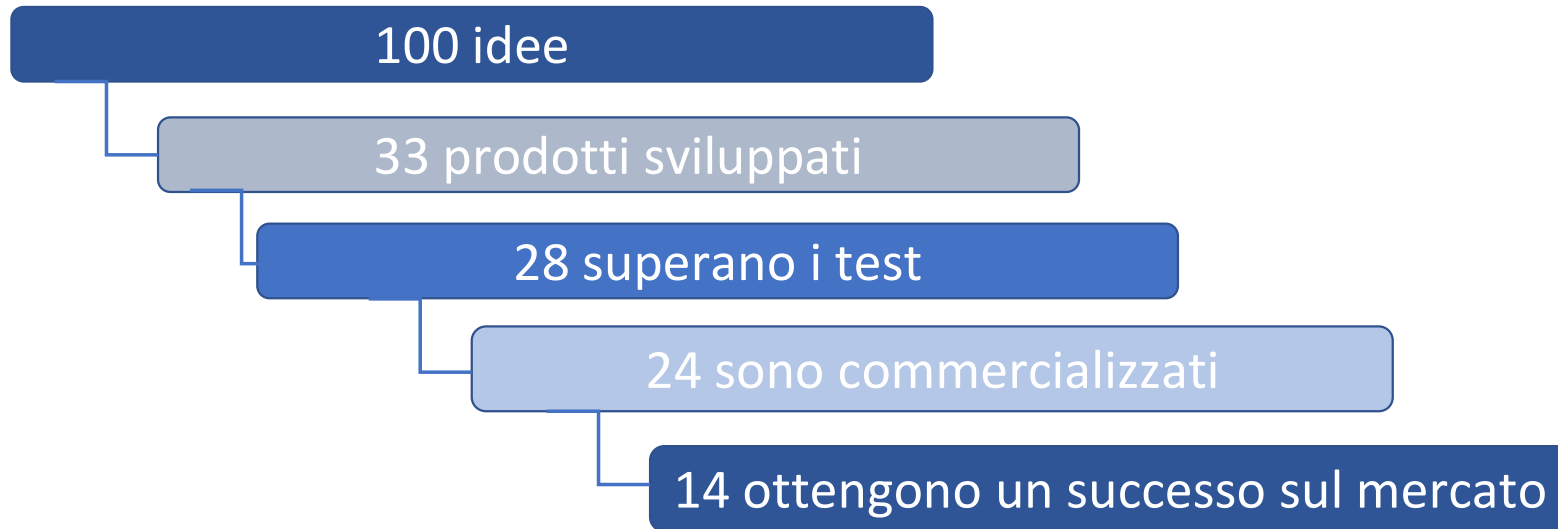 100 idee
33 prodotti sviluppati
28 superano i test
24 sono commercializzati
14 ottengono un successo sul mercato